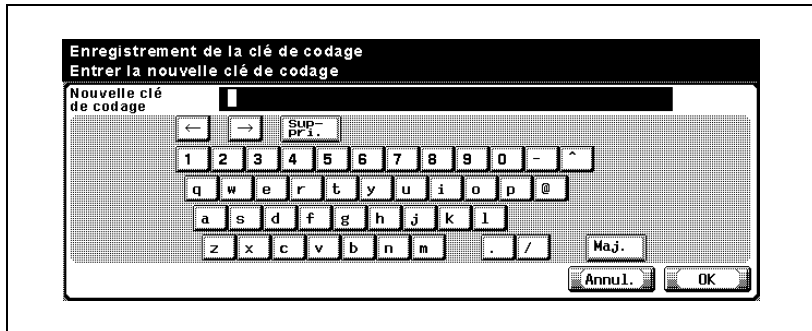 Enregistrement de la clé de codage
Entrer la nouvelle clé de codage
Nouvelle clé
de codage
← → Sup-
pri.
1 2 3 4 5 6 7 8 9 0 - ^
q w e r t y u i o p @
a s d f g h j k l
z x c v b n m . / Maj.
Annul. OK